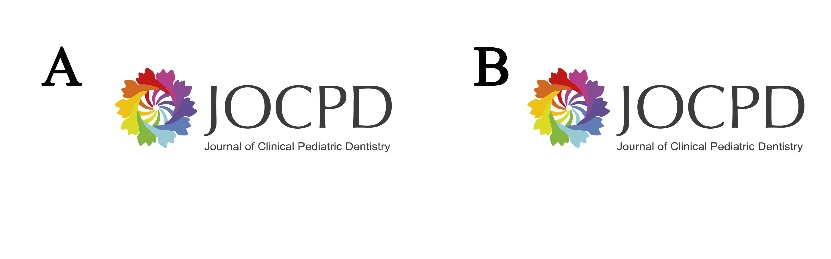 A
JOCPD
Journal of Clinical Pediatric Dentistry
B
JOCPD
Journal of Clinical Pediatric Dentistry